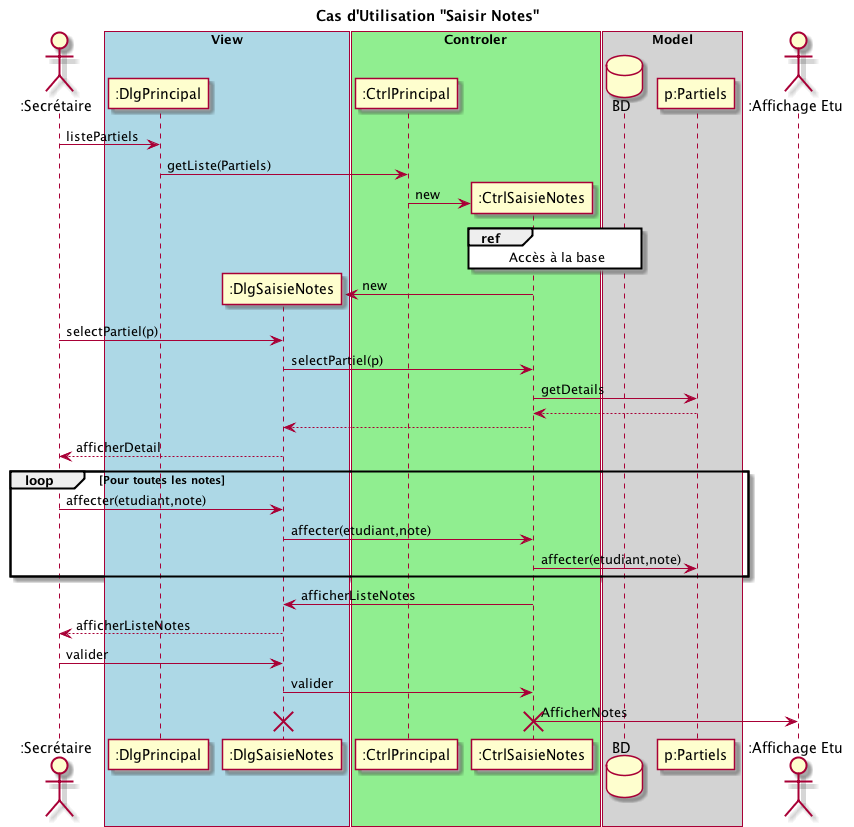 Cas d'Utilisation "Saisir Notes"
View
Controler
Model
:Secrétaire
:DlgPrincipal
:CtrlPrincipal
BD
p:Partiels
:Affichage Etu
listePartiels
getListe(Partiels)
new
:CtrlSaisieNotes
ref
Accès à la base
:DlgSaisieNotes
new
selectPartiel(p)
selectPartiel(p)
getDetails
afficherDetail
loop [Pour toutes les notes]
affecter(etudiant,note)
affecter(etudiant,note)
affecter(etudiant,note)
afficherListeNotes
afficherListeNotes
valider
valider
AfficherNotes
:Secrétaire
:DlgPrincipal
:DlgSaisieNotes
:CtrlPrincipal
:CtrlSaisieNotes
BD
p:Partiels
:Affichage Etu